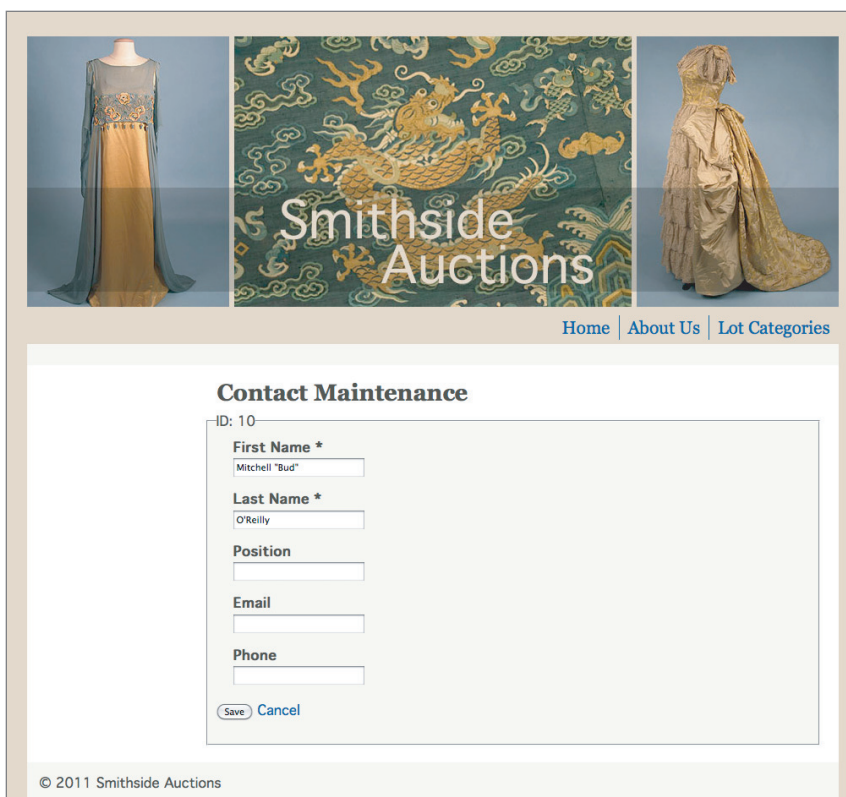 Smithside
Auctions
Home | About Us | Lot Categories
Contact Maintenance
ID: 10
First Name *
Mitchell "Bud"
Last Name *
O'Reilly
Position
Email
Phone
Save Cancel
© 2011 Smithside Auctions